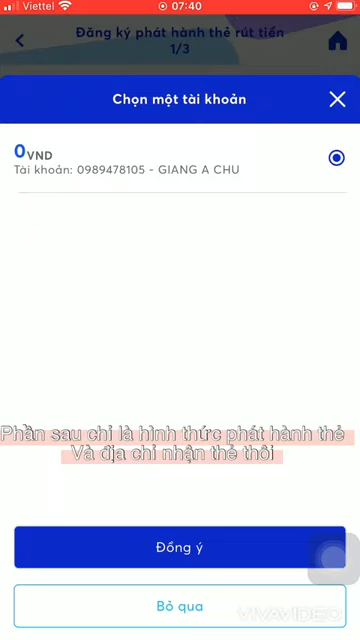 Viettel
07:40
Đăng ký phát hành thẻ rút tiền
1/3
Chọn một tài khoản
0VND
Tài khoản: 0989478105 - GIANG A CHU
Phần sau chỉ là hình thức phát hành thẻ
Và địa chỉ nhận thẻ thôi
Đồng ý
Bỏ qua
VIVAVIDEO